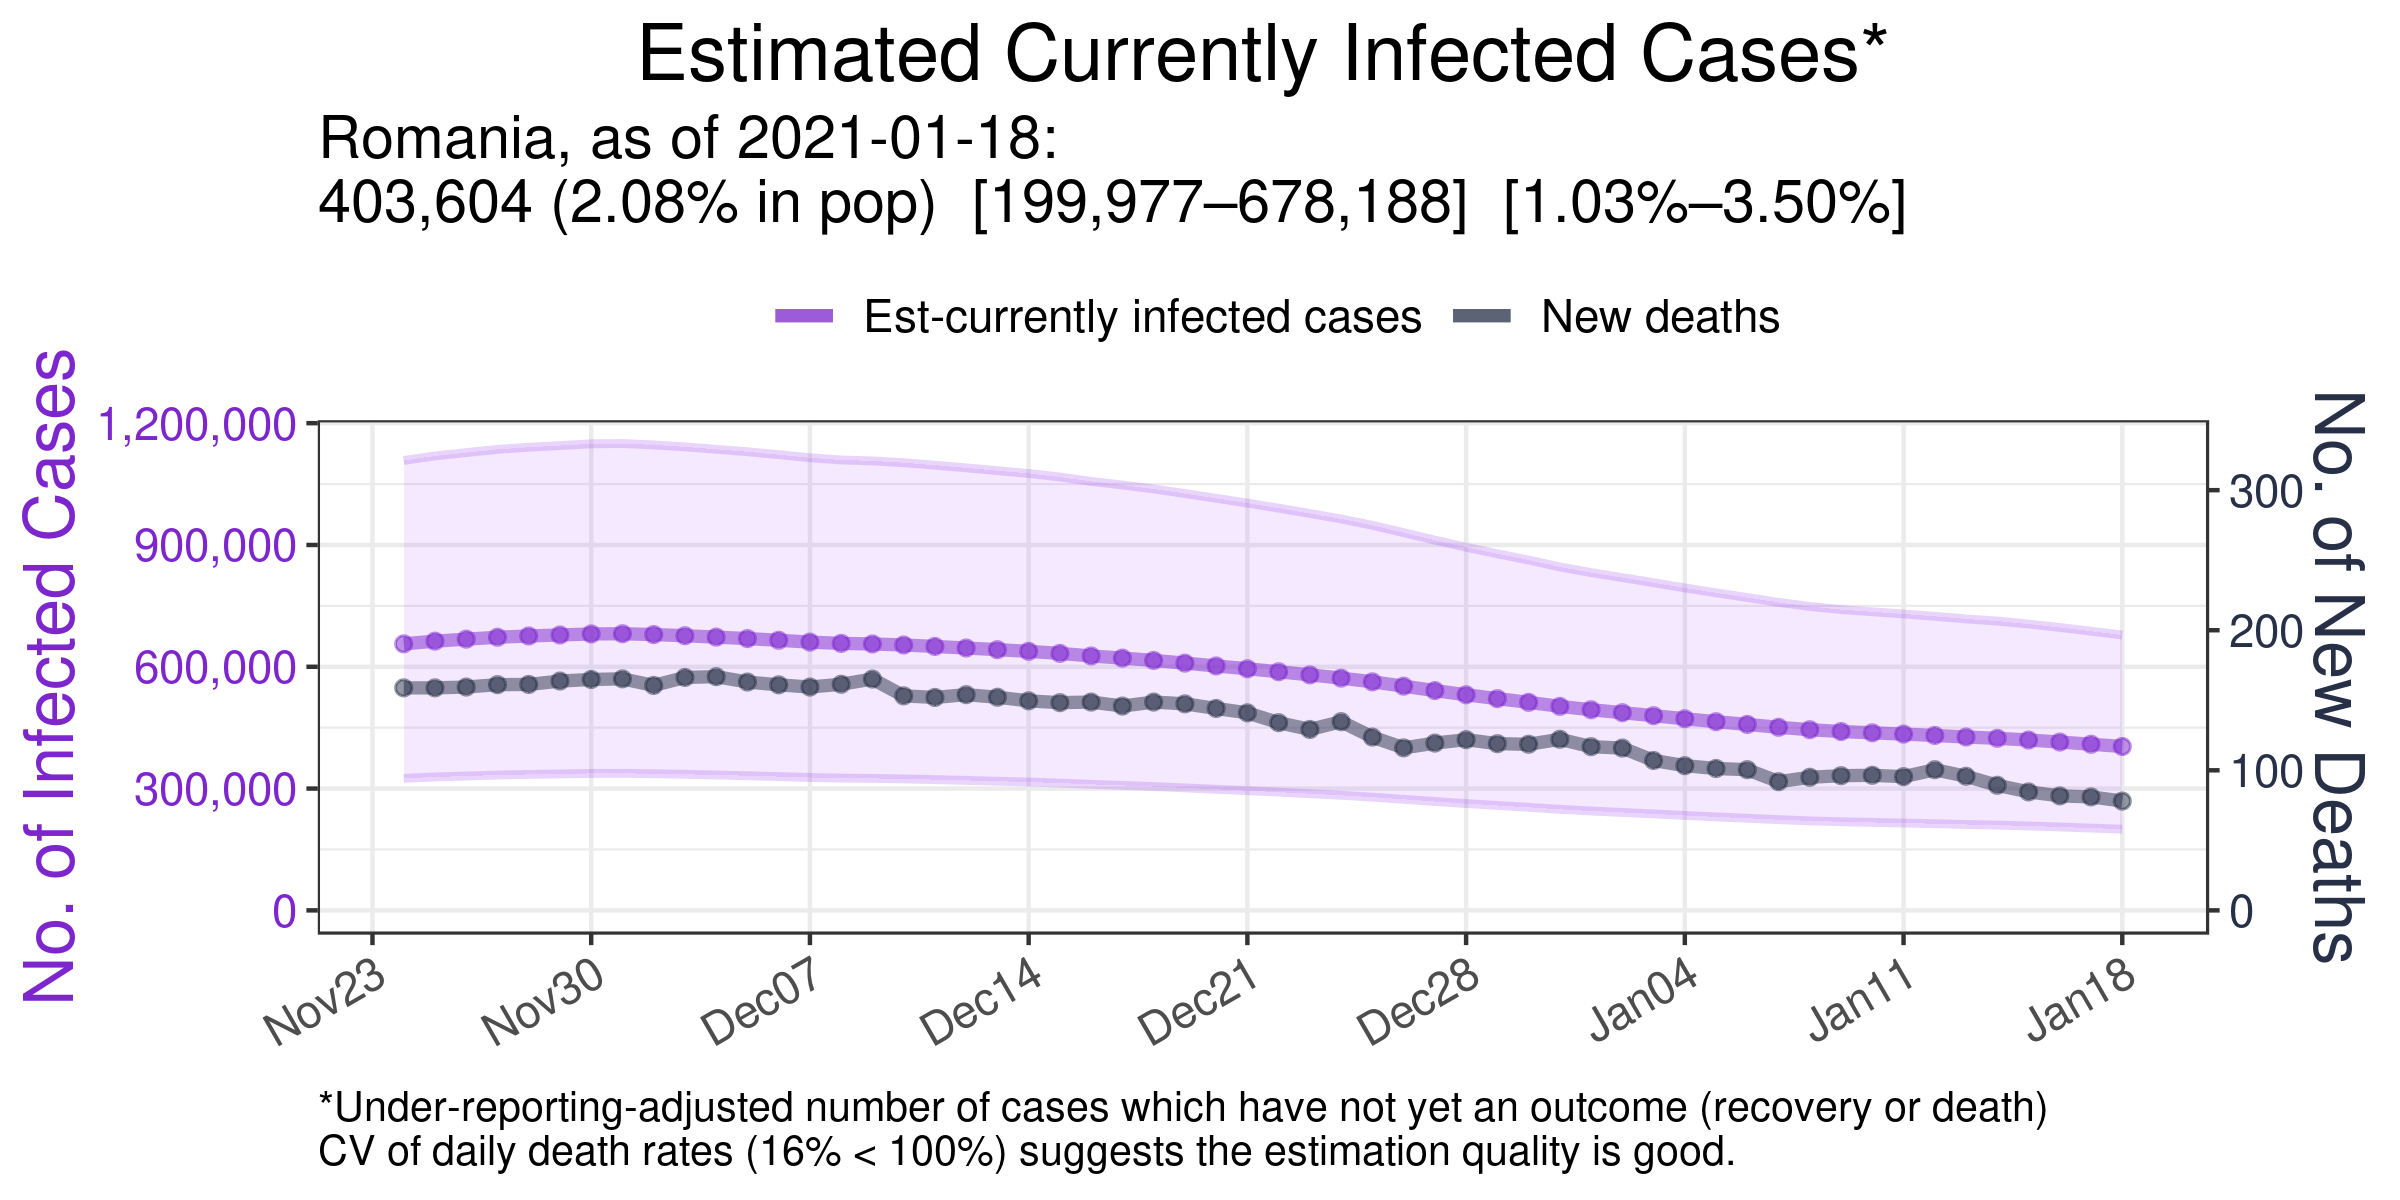 Estimated Currently Infected Cases*
Romania, as of 2021-01-18:
403,604 (2.08% in pop)  [199,977–678,188]  [1.03%–3.50%]
Est-currently infected cases
New deaths
No. of Infected Cases
1,200,000
900,000
600,000
300,000
0
300
200
100
0
No. of New Deaths
Nov23
Nov30
Dec07
Dec14
Dec21
Dec28
Jan04
Jan11
Jan18
*Under-reporting-adjusted number of cases which have not yet an outcome (recovery or death)
CV of daily death rates (16% < 100%) suggests the estimation quality is good.